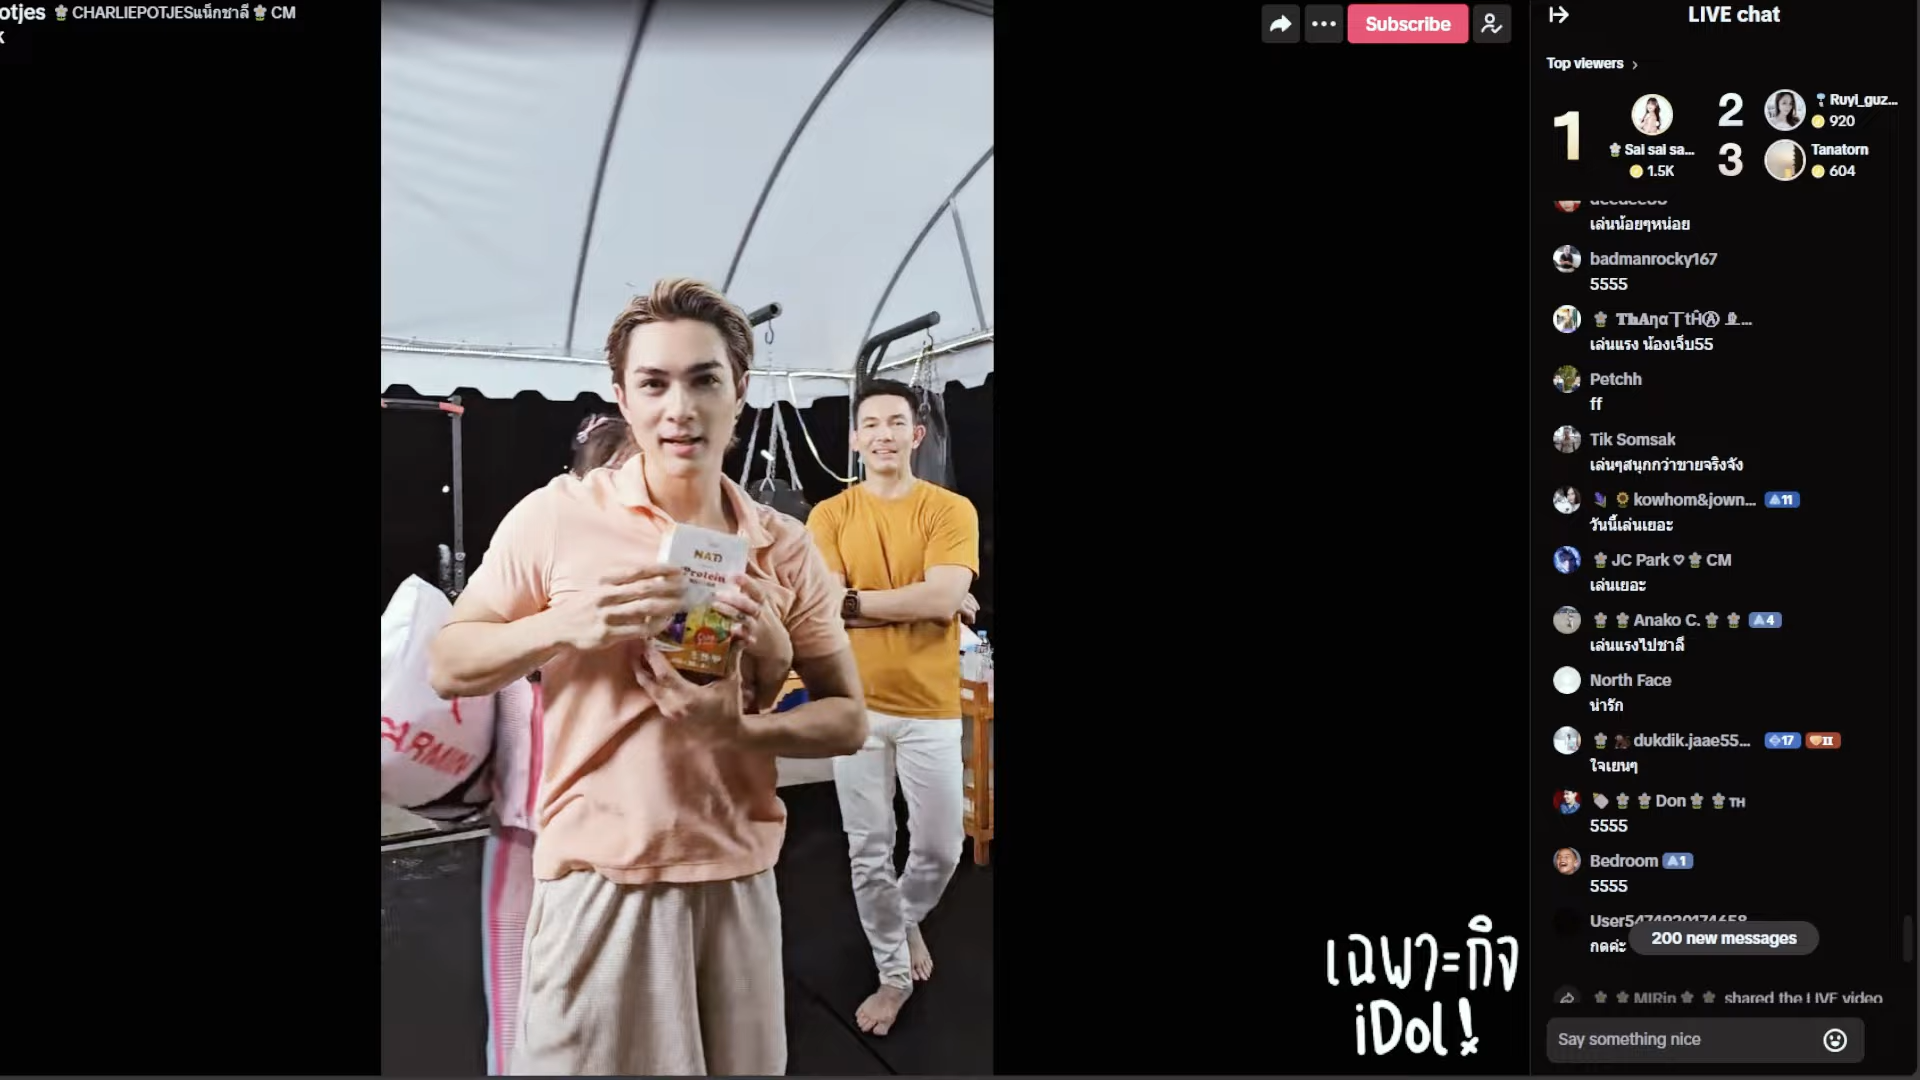 otjes CHARLIEPOTJESแน็กชาลี CM
Subscribe
LIVE chat
Top viewers
1
Sai sai sa...
1.5K
2
Ruyi_guz...
920
3
Tanatorn
604
เล่นน้อยๆหน่อย
badmanrocky167
5555
เล่นแรง น้องเจ็บ55
Petchh
ff
Tik Somsak
เล่นๆสนุกกว่าขายจริงจัง
kowhom&jown... 11
วันนี้เล่นเยอะ
JC Park ♡ CM
เล่นเยอะ
Anako C. 4
เล่นแรงไปชาลี
North Face
น่ารัก
dukdik.jaae55... 17 II
ใจเยนๆ
Don TH
5555
Bedroom 1
5555
กดค่ะ
200 new messages
MIRin shared the LIVE video
Say something nice
NAT
Protein
ARMIN
เฉพาะกิจ
iDol!